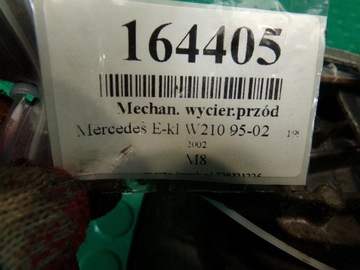 164405
Mechan. wycier.przód
Mercedes E-kl W210 95-02
2002
M8